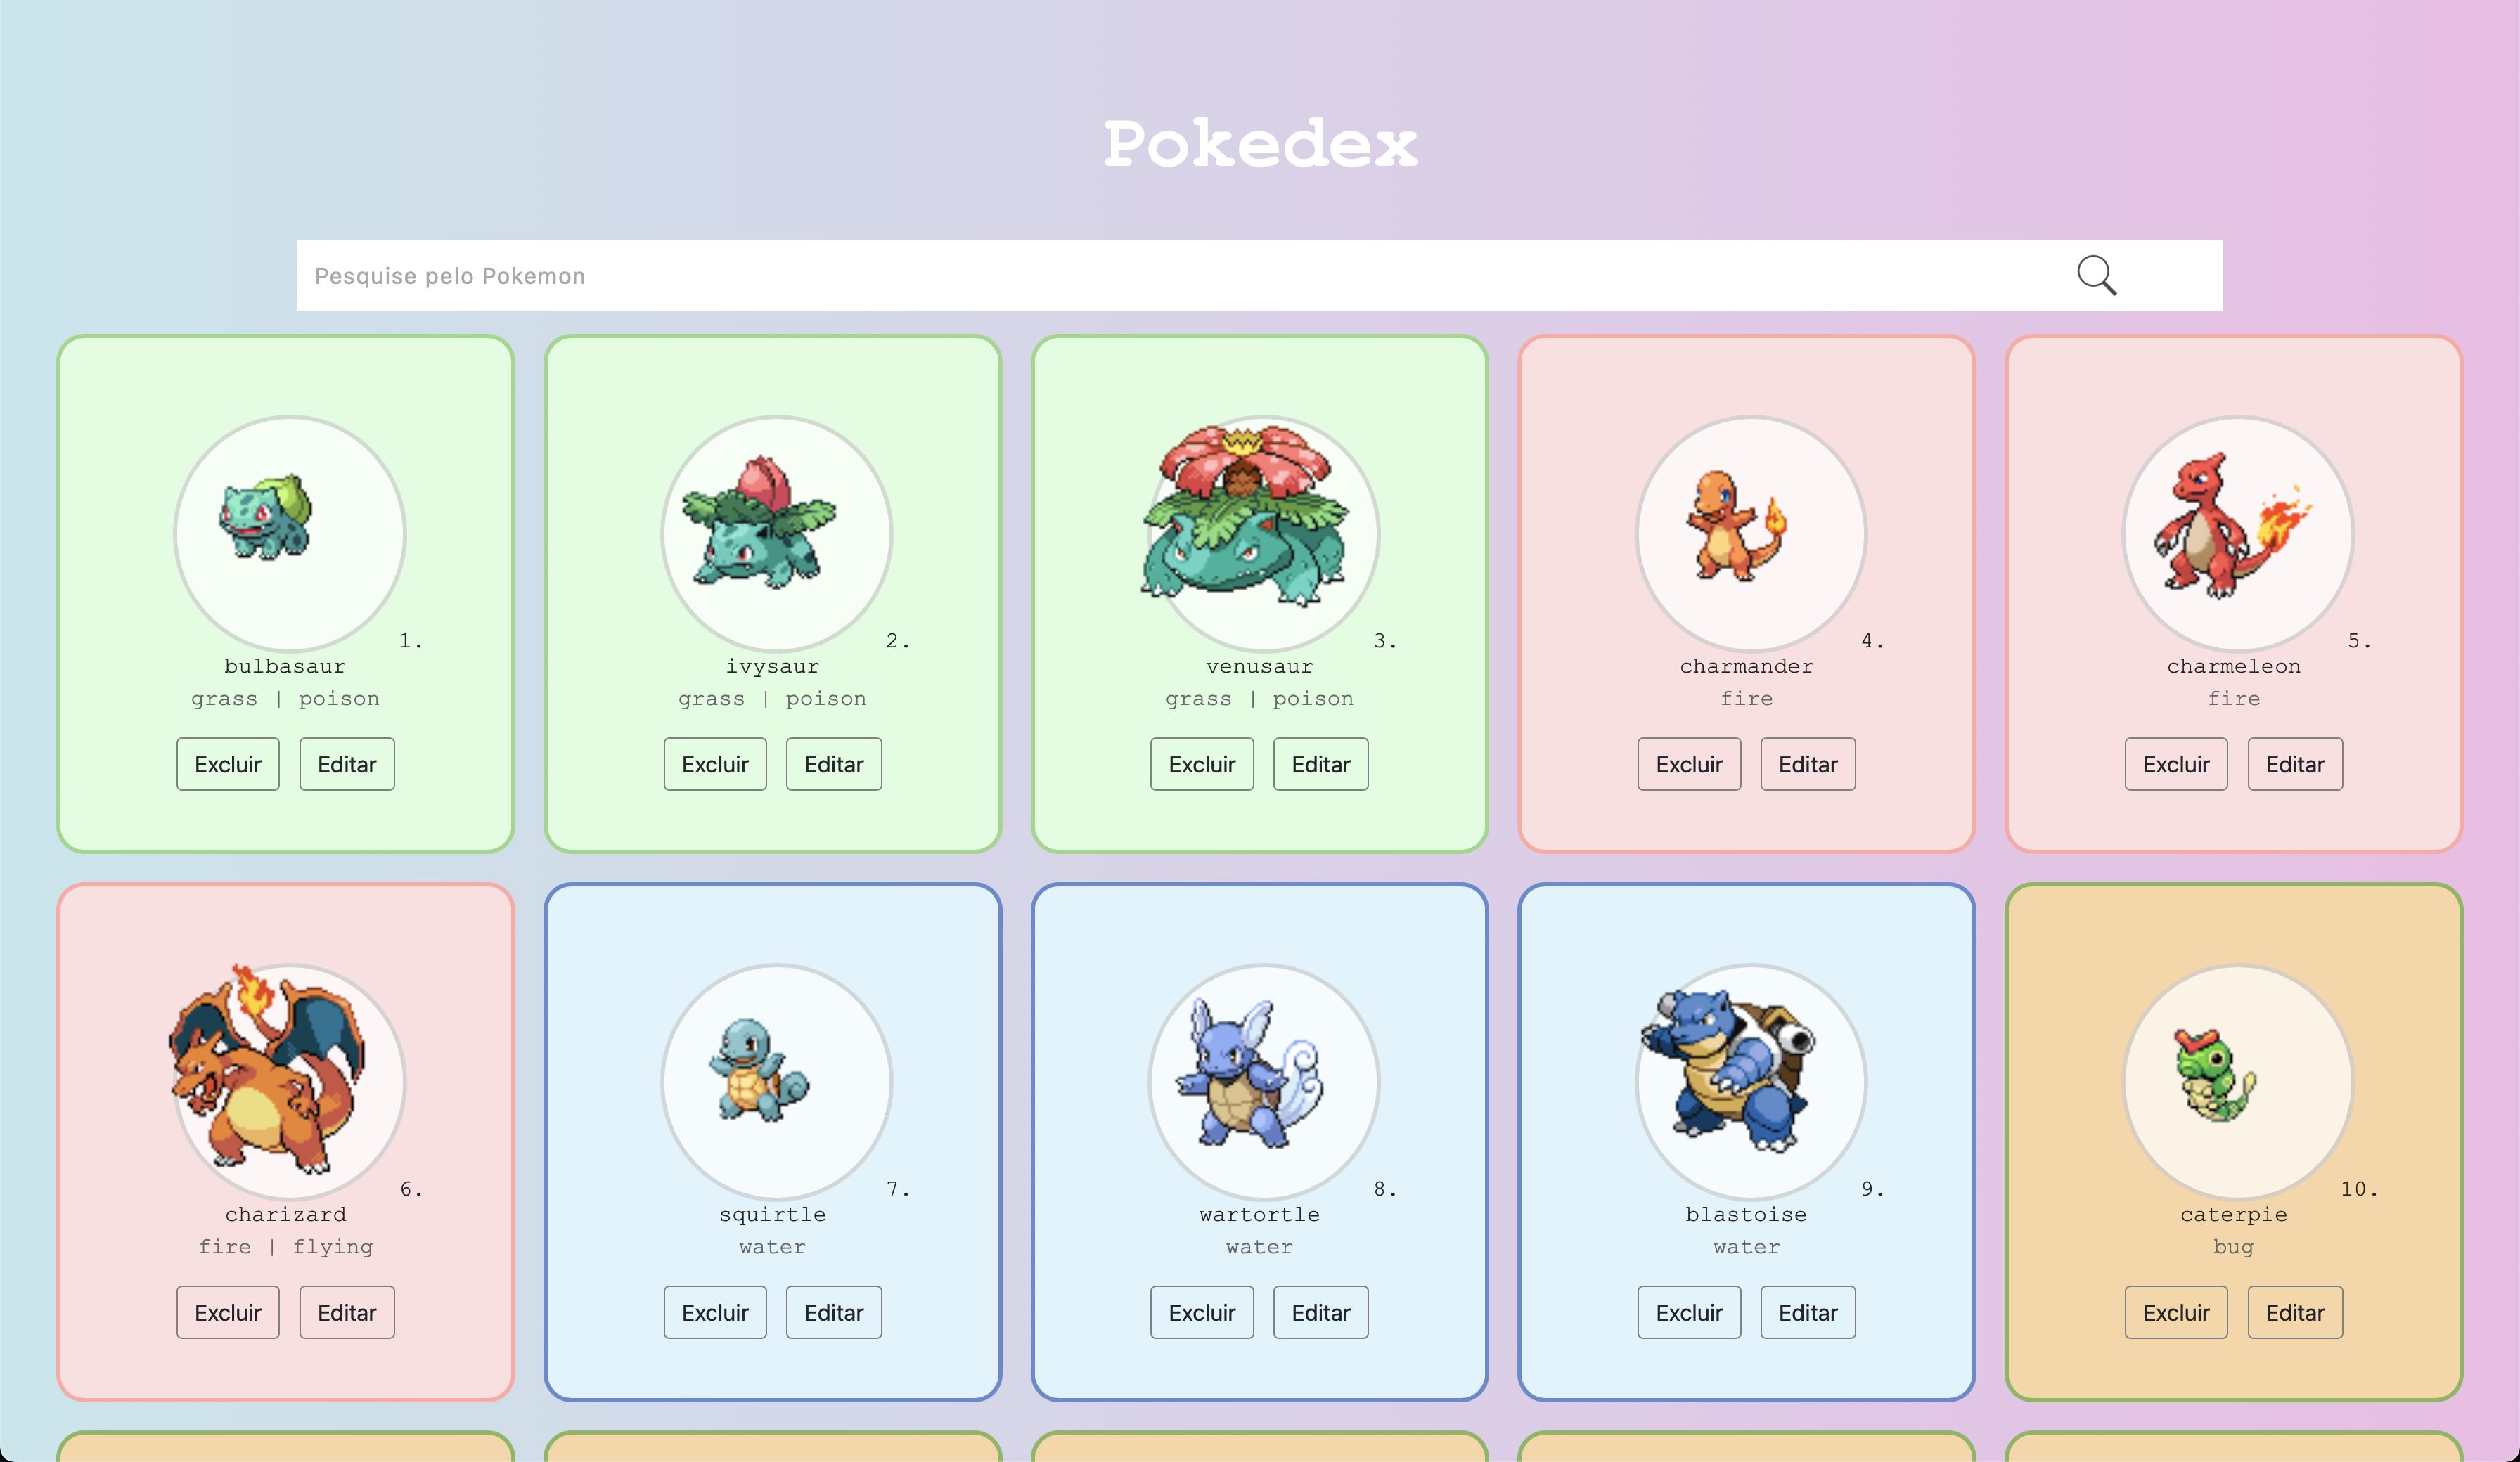 Pokedex
Pesquise pelo Pokemon
1.
bulbasaur
grass | poison
Excluir Editar
2.
ivysaur
grass | poison
Excluir Editar
3.
venusaur
grass | poison
Excluir Editar
4.
charmander
fire
Excluir Editar
5.
charmeleon
fire
Excluir Editar
6.
charizard
fire | flying
Excluir Editar
7.
squirtle
water
Excluir Editar
8.
wartortle
water
Excluir Editar
9.
blastoise
water
Excluir Editar
10.
caterpie
bug
Excluir Editar